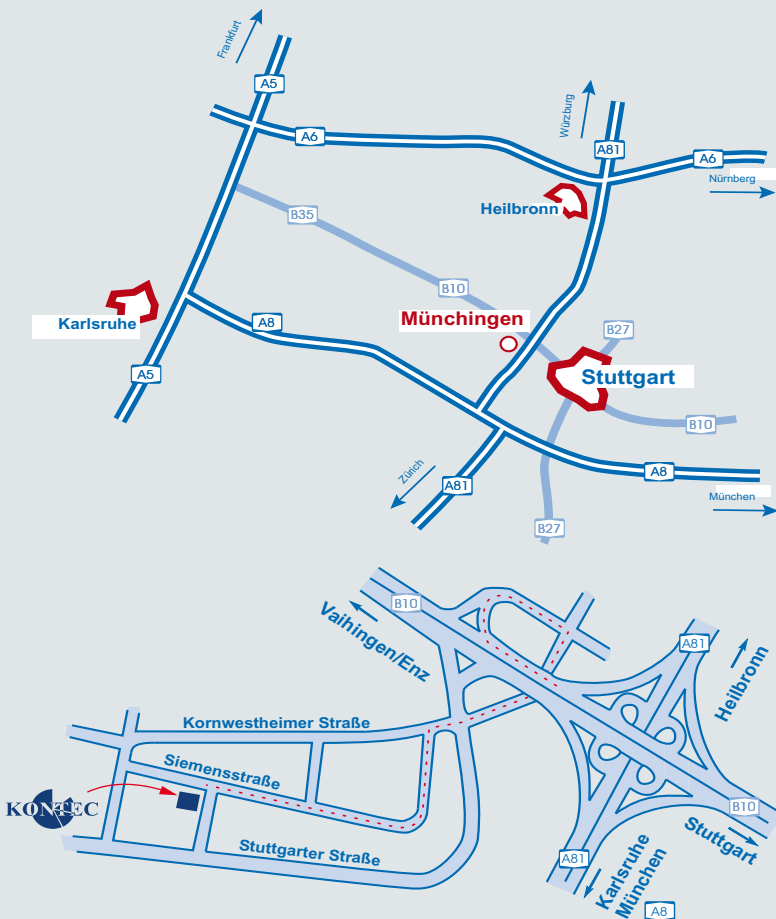 Frankfurt
A5
Würzburg
A6
A81
A6
Nürnberg
Heilbronn
B35
B10
Karlsruhe
A8
Münchingen
B27
A5
Stuttgart
B10
Zürich
A81
A8
München
B27
B10
Vaihingen/Enz
A81
Heilbronn
Kornwestheimer Straße
Siemensstraße
KONTEC
B10
Stuttgart
Stuttgarter Straße
A81
Karlsruhe
München
A8